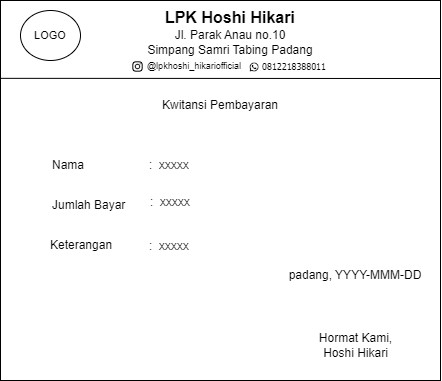 LOGO
LPK Hoshi Hikari
Jl. Parak Anau no.10
Simpang Samri Tabing Padang
@lpkhoshi_hikariofficial 0812218388011
Kwitansi Pembayaran
Nama : xxxxx
Jumlah Bayar : xxxxx
Keterangan : xxxxx
padang, YYYY-MMM-DD
Hormat Kami,
Hoshi Hikari